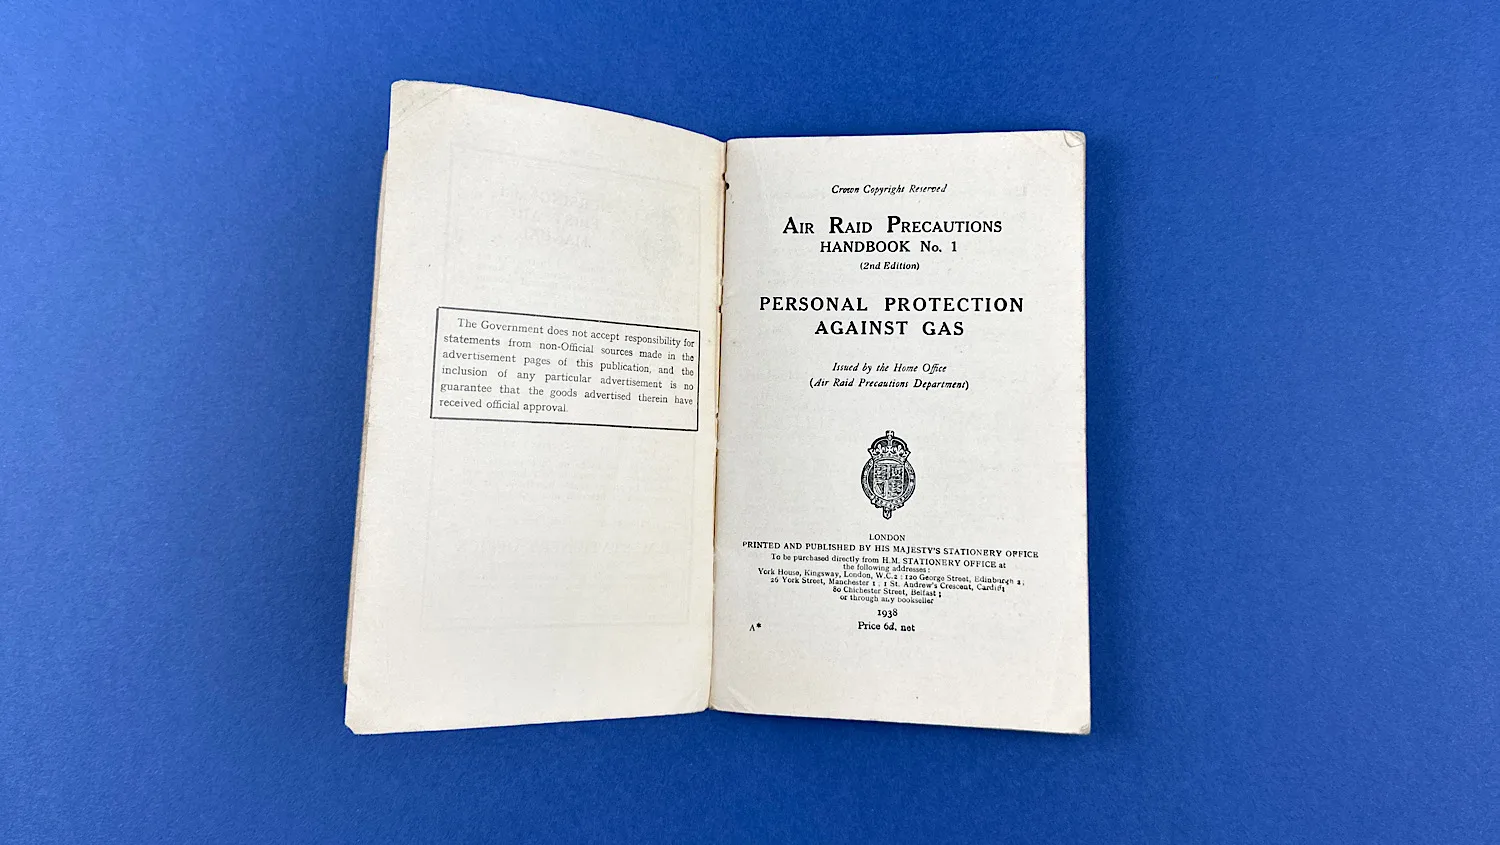 The Government does not accept responsibility for
statements from non-Official sources made in the
advertisement pages of this publication, and the
inclusion of any particular advertisement is no
guarantee that the goods advertised therein have
received official approval.
Crown Copyright Reserved
AIR RAID PRECAUTIONS
HANDBOOK No. 1
(2nd Edition)
PERSONAL PROTECTION
AGAINST GAS
Issued by the Home Office
(Air Raid Precautions Department)
LONDON
PRINTED AND PUBLISHED BY HIS MAJESTY'S STATIONERY OFFICE
To be purchased directly from H.M. STATIONERY OFFICE at
the following addresses:
York House, Kingsway, London, W.C.2; 120 George Street, Edinburgh 2;
26 York Street, Manchester 1; 1 St. Andrew's Crescent, Cardiff;
80 Chichester Street, Belfast;
or through any bookseller
1938
Price 6d. net
A*